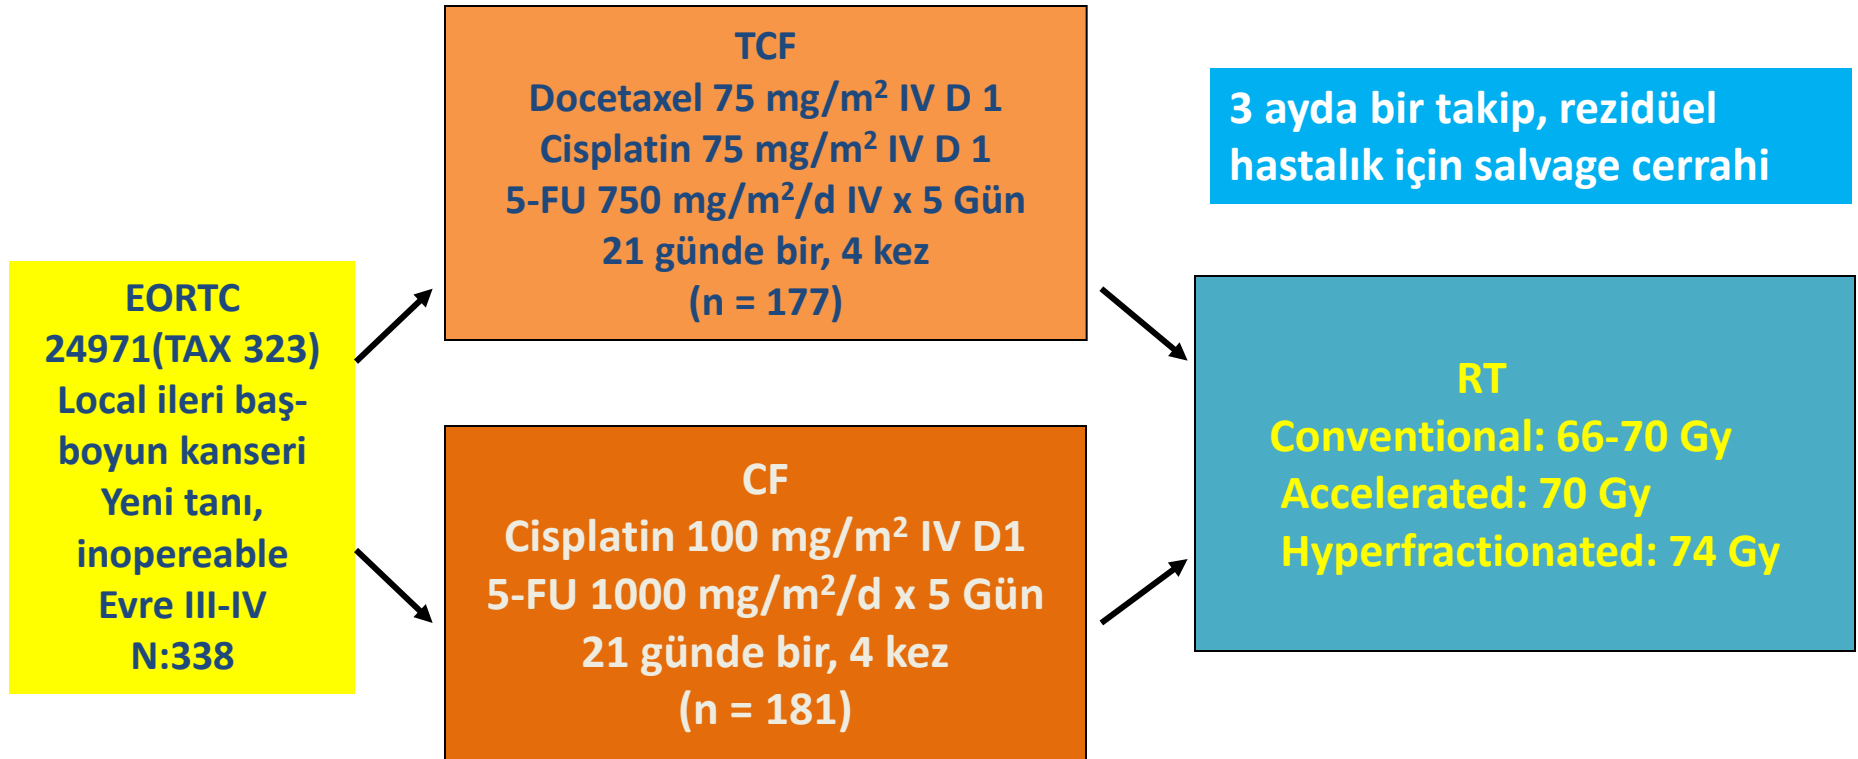 EORTC
24971(TAX 323)
Local ileri baş-
boyun kanseri
Yeni tanı,
inopereable
Evre III-IV
N:338
TCF
Docetaxel 75 mg/m² IV D 1
Cisplatin 75 mg/m² IV D 1
5-FU 750 mg/m²/d IV x 5 Gün
21 günde bir, 4 kez
(n = 177)
CF
Cisplatin 100 mg/m² IV D1
5-FU 1000 mg/m²/d x 5 Gün
21 günde bir, 4 kez
(n = 181)
3 ayda bir takip, rezidüel
hastalık için salvage cerrahi
RT
Conventional: 66-70 Gy
Accelerated: 70 Gy
Hyperfractionated: 74 Gy